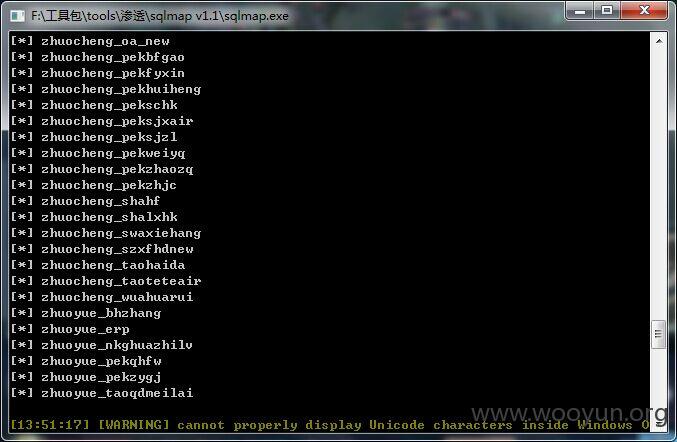 F:\工具包\tools\渗透\sqlmap v1.1\sqlmap.exe
[*] zhuocheng_oa_new
[*] zhuocheng_pekbfgao
[*] zhuocheng_pekfyxin
[*] zhuocheng_pekhuiheng
[*] zhuocheng_pekschk
[*] zhuocheng_peksjxair
[*] zhuocheng_peksjzl
[*] zhuocheng_pekweiyq
[*] zhuocheng_pekzhaozq
[*] zhuocheng_pekzhjc
[*] zhuocheng_shahf
[*] zhuocheng_shalxhk
[*] zhuocheng_swaxiehang
[*] zhuocheng_szxfhdnew
[*] zhuocheng_taohaida
[*] zhuocheng_taoteteair
[*] zhuocheng_wuahuarui
[*] zhuoyue_bhzhang
[*] zhuoyue_erp
[*] zhuoyue_nkghuazhilv
[*] zhuoyue_pekqhfw
[*] zhuoyue_pekzygj
[*] zhuoyue_taoqdmeilai
www.wooyun.org
[13:51:17] [WARNING] cannot properly display Unicode characters inside Windows O